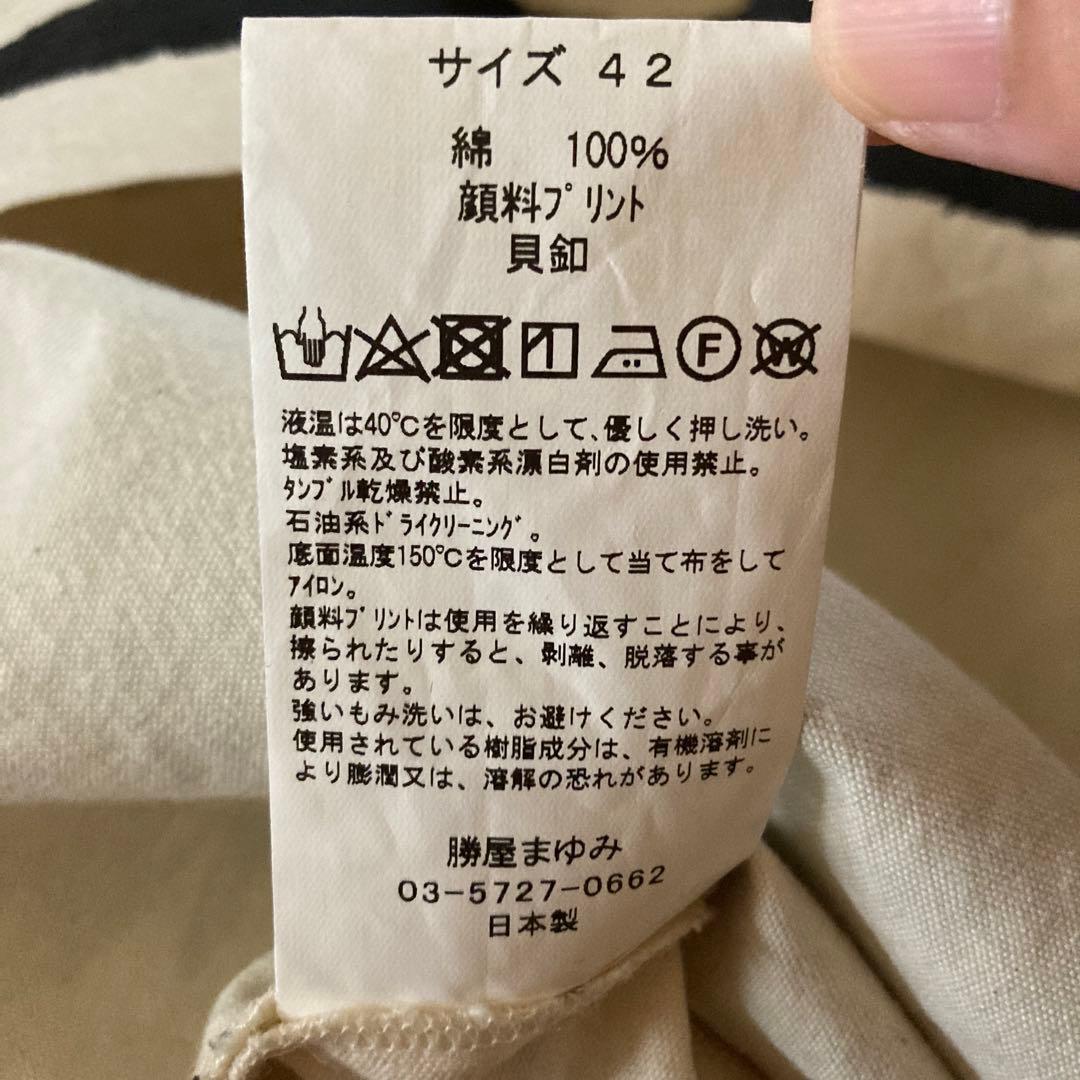 サイズ 42
綿 100%
顔料プリント
貝釦
F W
液温は40℃を限度として、優しく押し洗い。
塩素系及び酸素系漂白剤の使用禁止。
タンブル乾燥禁止。
石油系ドライクリーニング。
底面温度150℃を限度として当て布をして
アイロン。
顔料プリントは使用を繰り返すことにより、
擦られたりすると、剥離、脱落する事が
あります。
強いもみ洗いは、お避けください。
使用されている樹脂成分は、有機溶剤に
より膨潤又は、溶解の恐れがあります。
勝屋まゆみ
03-5727-0662
日本製